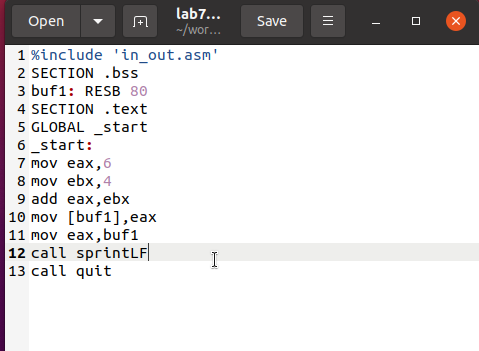 Open lab7... Save
~/wor...
1 %include 'in_out.asm'
2 SECTION .bss
3 buf1: RESB 80
4 SECTION .text
5 GLOBAL _start
6 _start:
7 mov eax,6
8 mov ebx,4
9 add eax,ebx
10 mov [buf1],eax
11 mov eax,buf1
12 call sprintLF
13 call quit